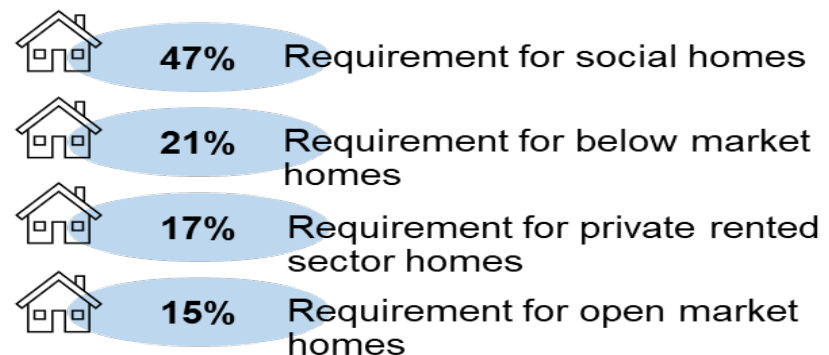 47% Requirement for social homes
21% Requirement for below market
homes
17% Requirement for private rented
sector homes
15% Requirement for open market
homes